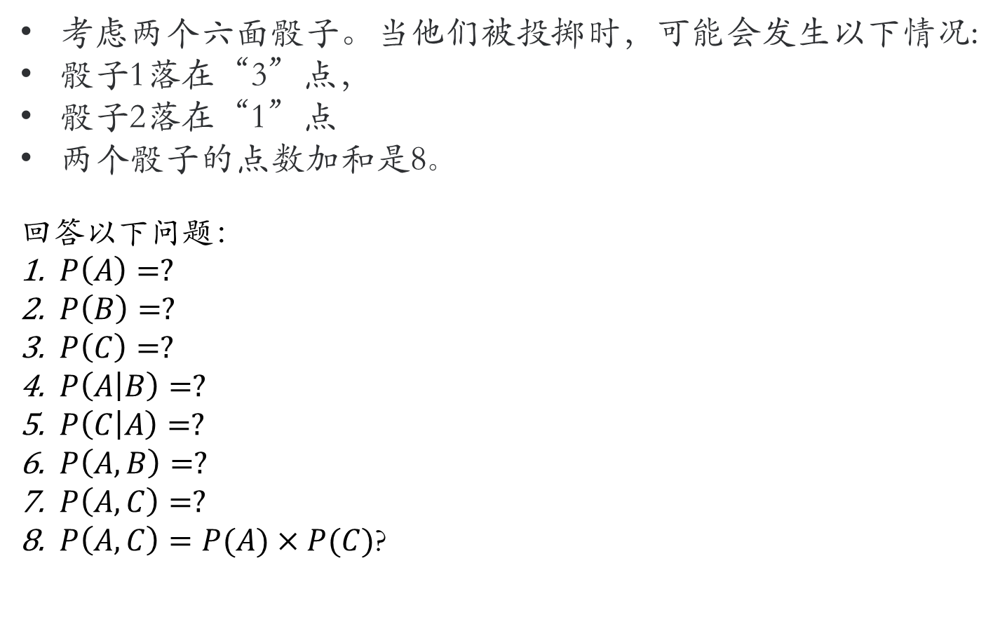 • 考虑两个六面骰子。当他们被投掷时，可能会发生以下情况:
• 骰子1落在“3”点，
• 骰子2落在“1”点
• 两个骰子的点数加和是8。
回答以下问题：
1. P(A) =?
2. P(B) =?
3. P(C) =?
4. P(A|B) =?
5. P(C|A) =?
6. P(A, B) =?
7. P(A, C) =?
8. P(A, C) = P(A) × P(C)?